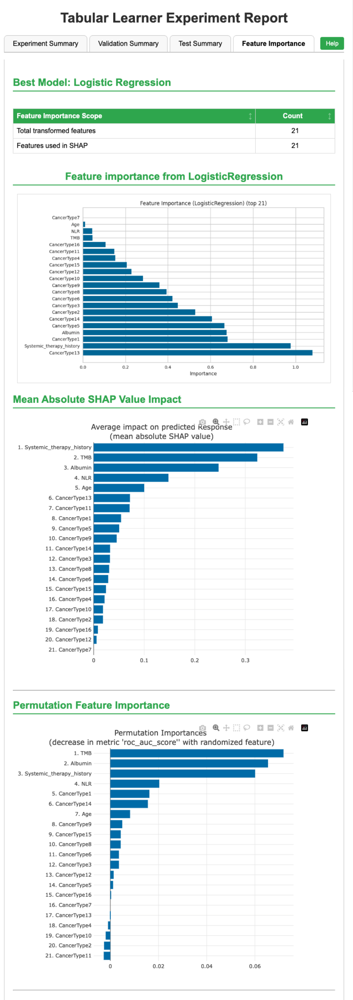 Tabular Learner Experiment Report
Experiment Summary
Validation Summary
Test Summary
Feature Importance
Help
Best Model: Logistic Regression
Feature Importance Scope Count
Total transformed features 21
Features used in SHAP 21
Feature importance from LogisticRegression
Feature Importance (LogisticRegression) (top 21)
CancerType7
Age
NLR
TMB
CancerType16
CancerType11
CancerType4
CancerType15
CancerType12
CancerType10
CancerType9
CancerType8
CancerType6
CancerType3
CancerType2
CancerType14
CancerType5
Albumin
CancerType1
Systemic_therapy_history
CancerType13
0.0 0.2 0.4 0.6 0.8 1.0
Importance
Mean Absolute SHAP Value Impact
Average impact on predicted Response
(mean absolute SHAP value)
1. Systemic_therapy_history
2. TMB
3. Albumin
4. NLR
5. Age
6. CancerType13
7. CancerType11
8. CancerType1
9. CancerType5
10. CancerType9
11. CancerType14
12. CancerType3
13. CancerType8
14. CancerType6
15. CancerType15
16. CancerType4
17. CancerType10
18. CancerType2
19. CancerType16
20. CancerType12
21. CancerType7
0 0.1 0.2 0.3
Permutation Feature Importance
Permutation Importances
(decrease in metric 'roc_auc_score'' with randomized feature)
1. TMB
2. Albumin
3. Systemic_therapy_history
4. NLR
5. CancerType1
6. CancerType14
7. Age
8. CancerType9
9. CancerType15
10. CancerType8
11. CancerType6
12. CancerType3
13. CancerType12
14. CancerType5
15. CancerType16
16. CancerType7
17. CancerType13
18. CancerType4
19. CancerType10
20. CancerType2
21. CancerType11
0 0.02 0.04 0.06